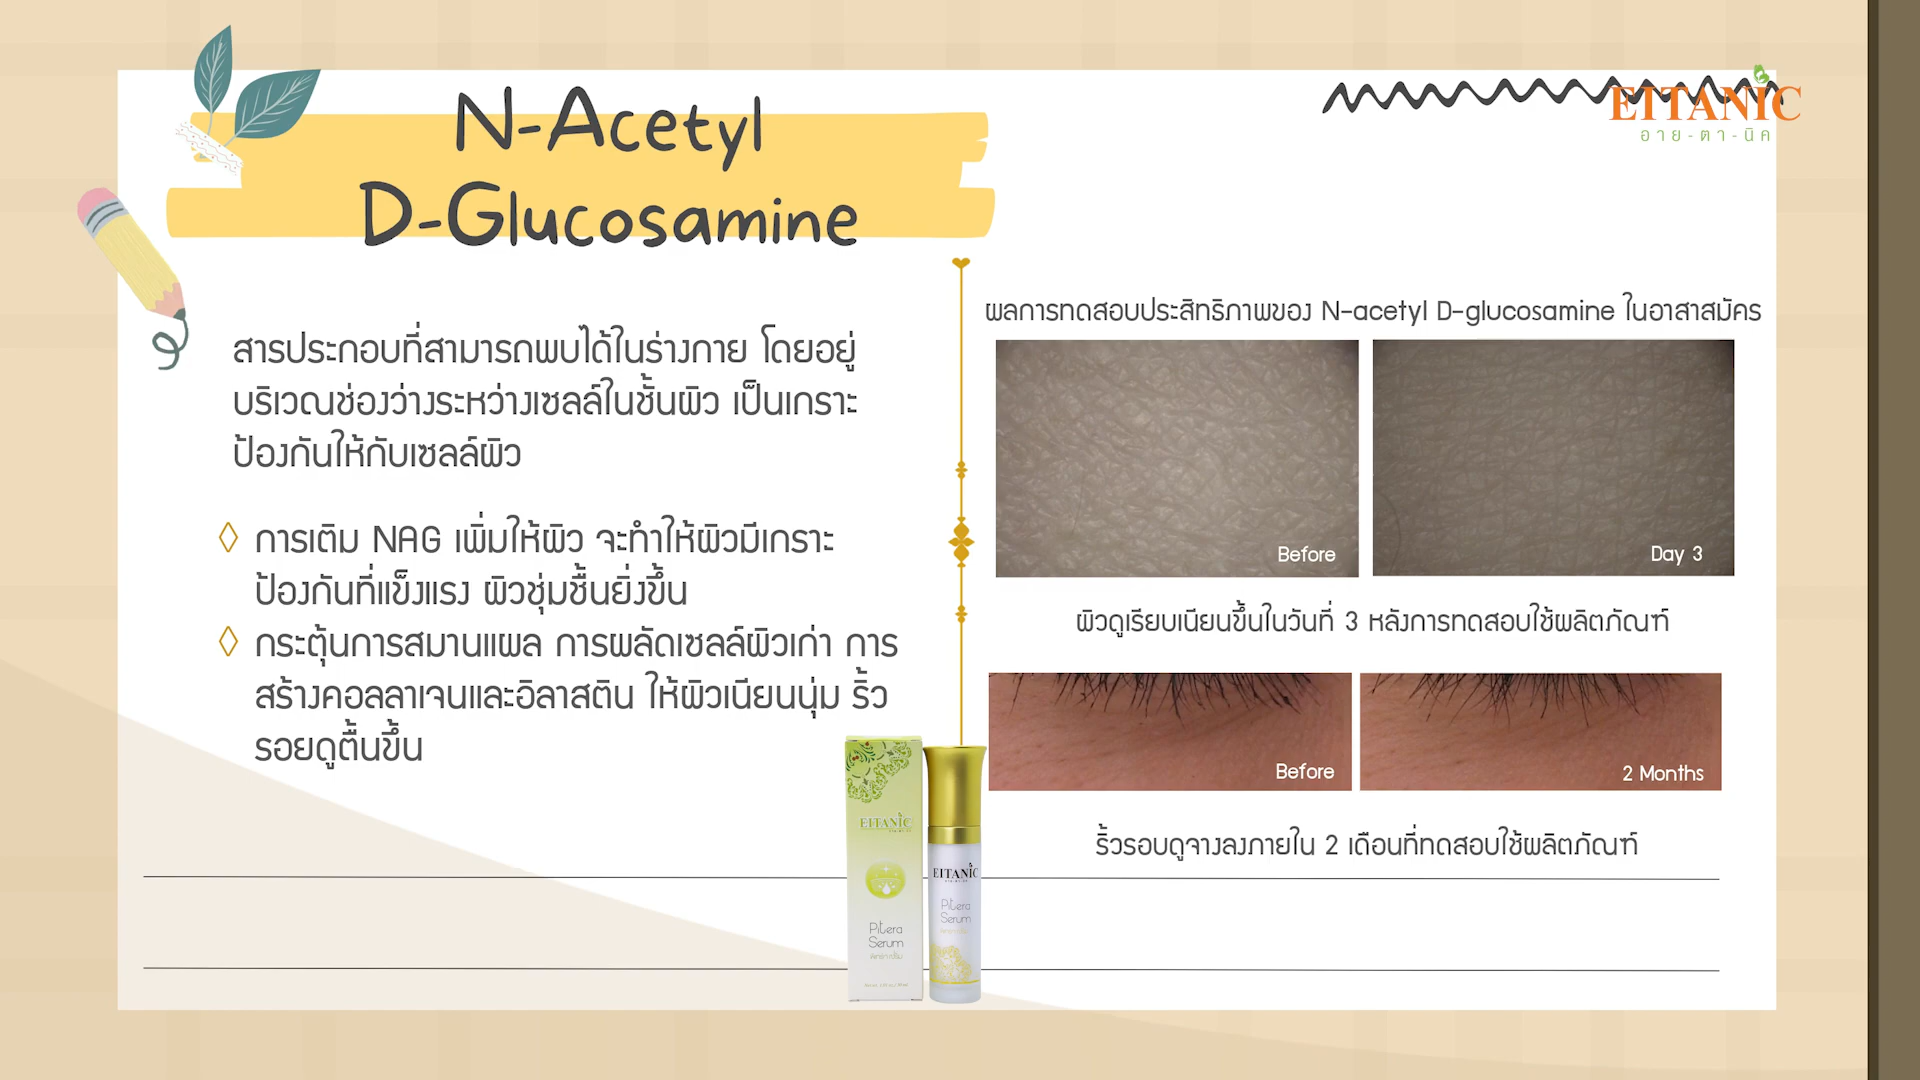 N-Acetyl
D-Glucosamine
EITANIC
อาย-ตา-นิค
สารประกอบที่สามารถพบได้ในร่างกาย โดยอยู่
บริเวณช่องว่างระหว่างเซลล์ในชั้นผิว เป็นเกราะ
ป้องกันให้กับเซลล์ผิว
การเติม NAG เพิ่มให้ผิว จะทำให้ผิวมีเกราะ
ป้องกันที่แข็งแรง ผิวชุ่มชื้นยิ่งขึ้น
กระตุ้นการสมานแผล การผลัดเซลล์ผิวเก่า การ
สร้างคอลลาเจนและอิลาสติน ให้ผิวเนียนนุ่ม ริ้ว
รอยดูตื้นขึ้น
ผลการทดสอบประสิทธิภาพของ N-acetyl D-glucosamine ในอาสาสมัคร
Before
Day 3
ผิวดูเรียบเนียนขึ้นในวันที่ 3 หลังการทดสอบใช้ผลิตภัณฑ์
Before
2 Months
ริ้วรอบดูจางลงภายใน 2 เดือนที่ทดสอบใช้ผลิตภัณฑ์
EITANIC
Pitera
Serum
EITANIC
Pitera
Serum